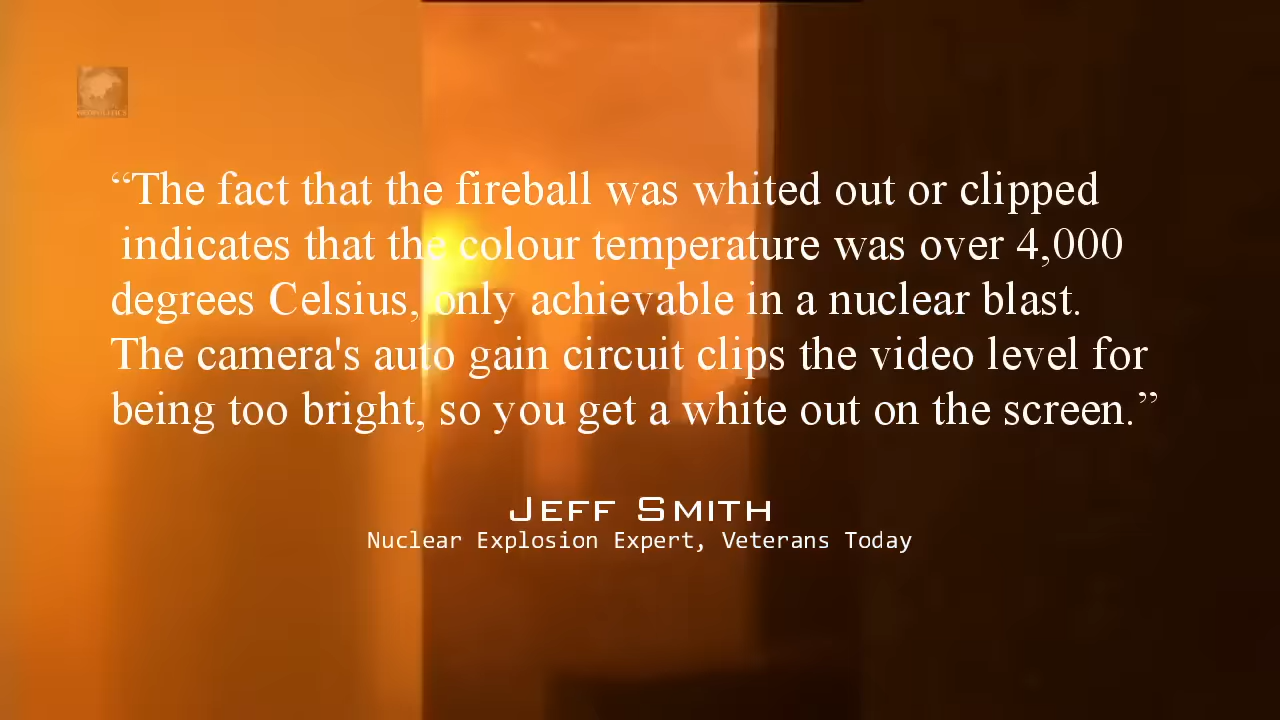 “The fact that the fireball was whited out or clipped
indicates that the colour temperature was over 4,000
degrees Celsius, only achievable in a nuclear blast.
The camera's auto gain circuit clips the video level for
being too bright, so you get a white out on the screen.”
JEFF SMITH
Nuclear Explosion Expert, Veterans Today